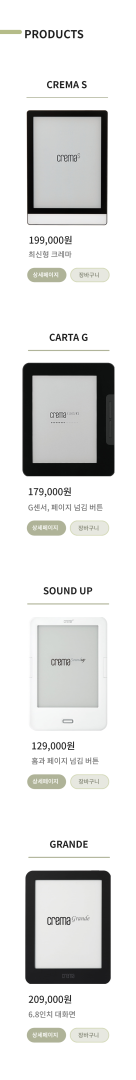 PRODUCTS
CREMA S
cremaS
199,000원
최신형 크레마
상세페이지
장바구니
CARTA G
crema
179,000원
G센서, 페이지 넘김 버튼
상세페이지
장바구니
SOUND UP
crema
129,000원
홈과 페이지 넘김 버튼
상세페이지
장바구니
GRANDE
crema Grande
crema
209,000원
6.8인치 대화면
상세페이지
장바구니